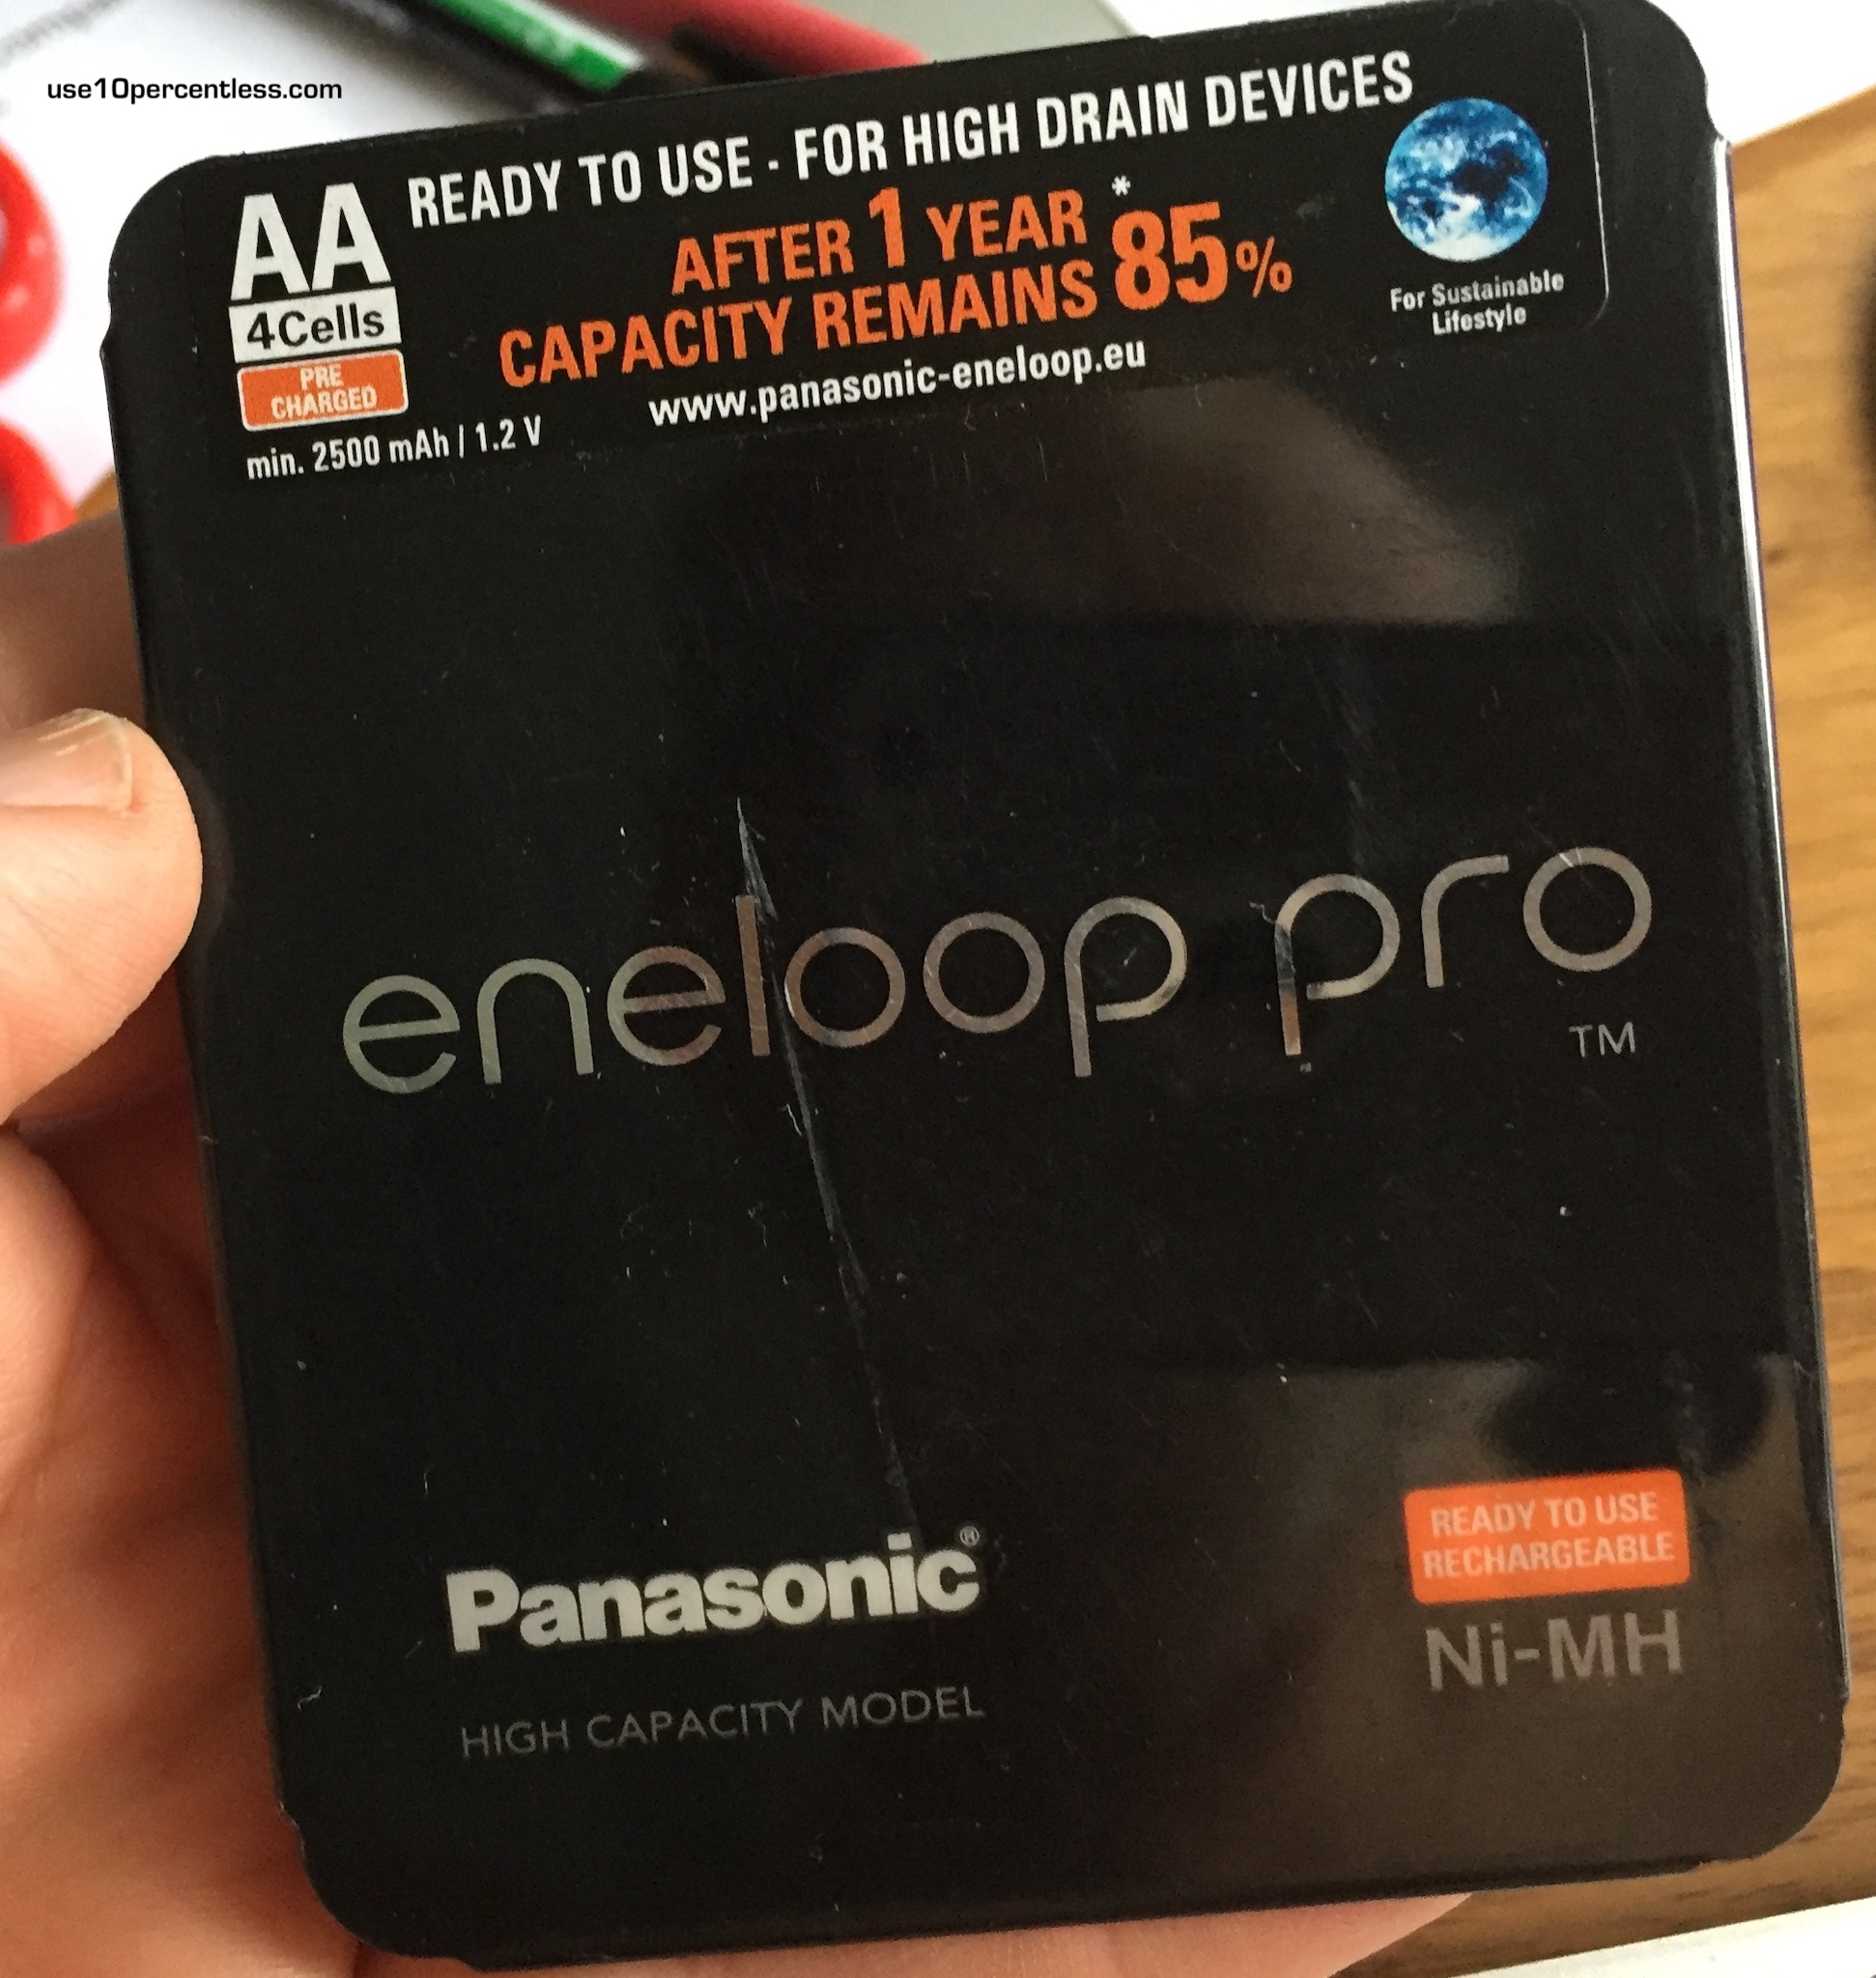 use10percentless.com
AA
4Cells
PRE
CHARGED
min. 2500 mAh / 1.2 V
READY TO USE - FOR HIGH DRAIN DEVICES
AFTER 1 YEAR *
CAPACITY REMAINS 85%
www.panasonic-eneloop.eu
For Sustainable
Lifestyle
eneloop pro
TM
Panasonic®
HIGH CAPACITY MODEL
READY TO USE
RECHARGEABLE
Ni-MH